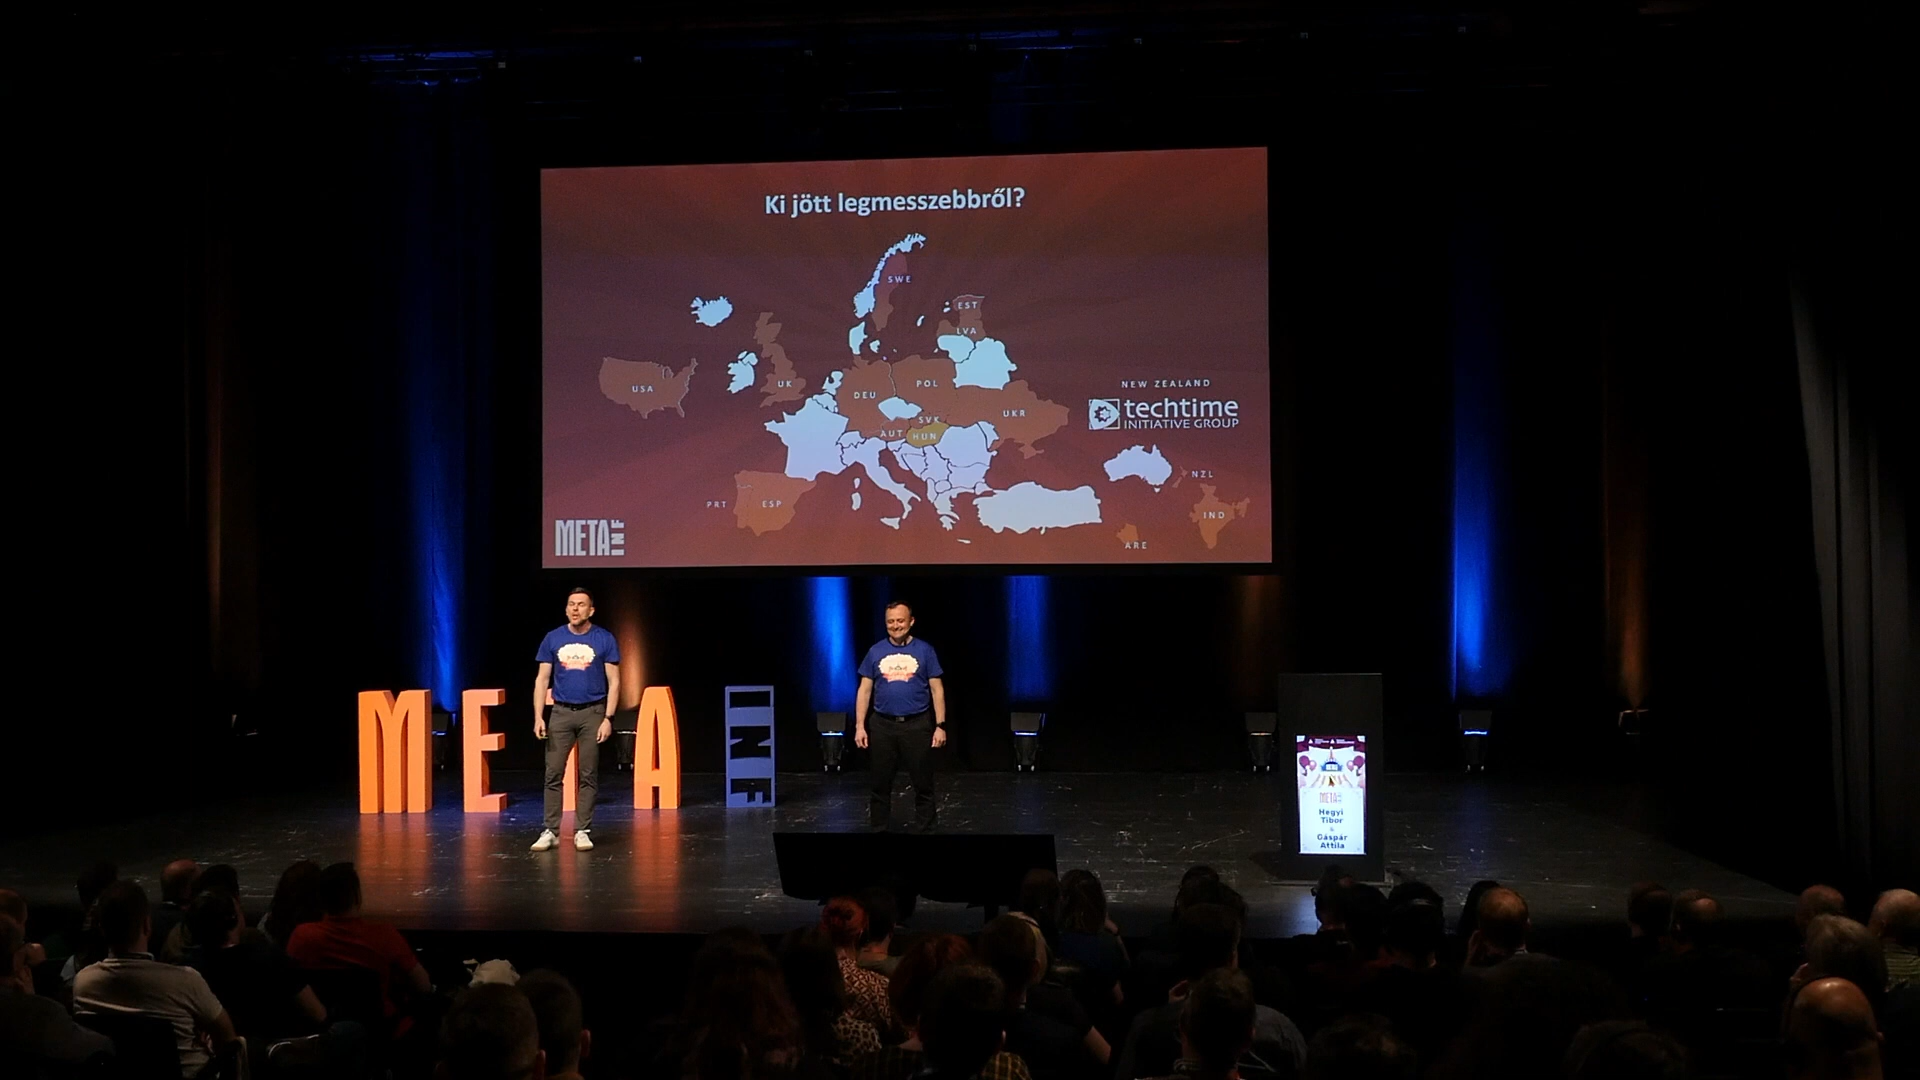 Ki jött legmesszebbről?
SWE
EST
LVA
USA
UK
DEU
POL
NEW ZEALAND
techtime
INITIATIVE GROUP
SVK
UKR
AUT
HUN
NZL
PRT
ESP
IND
ARE
META
INF
META
INF
META
Hegyi
Tibor
&
Gáspár
Attila